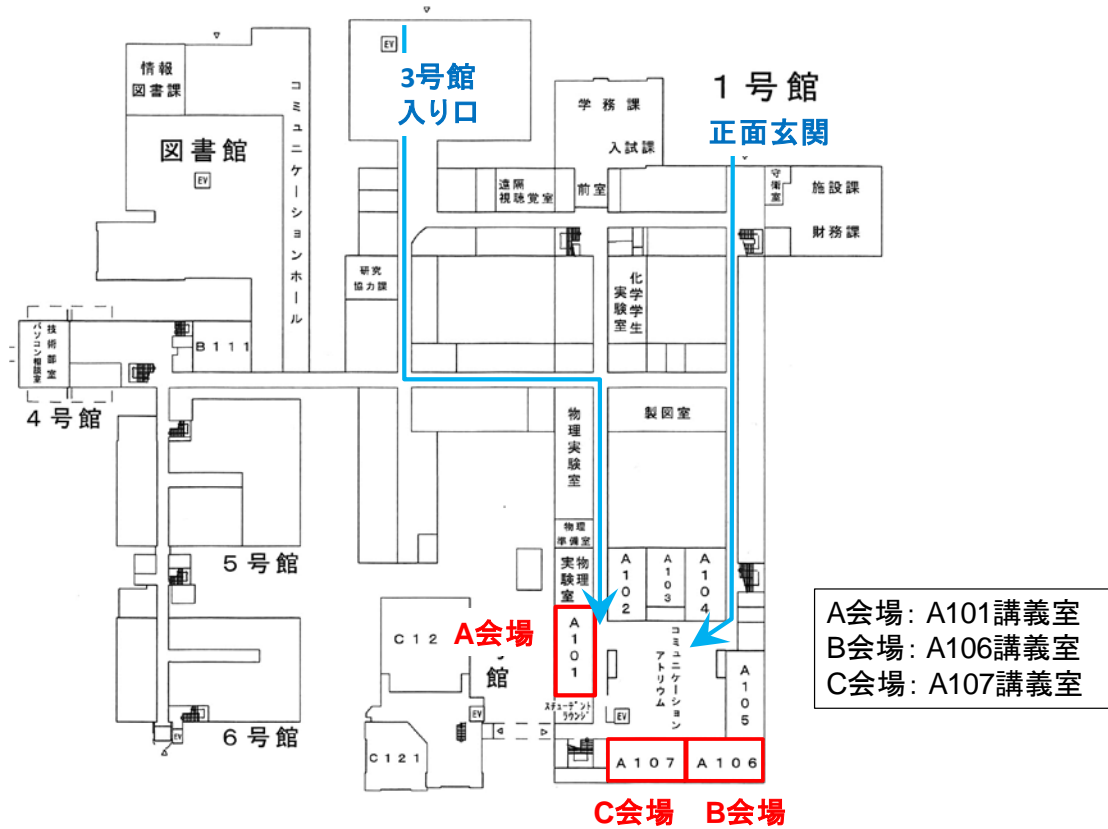 情報
図書課
図書館
EV
コミュニケーションホール
EV
3号館
入り口
学務課
入試課
1号館
正面玄関
遠隔
視聴覚室
前室
守衛室
施設課
財務課
研究
協力課
化学学生
実験室
技術部室
パソコン相談室
B111
4号館
物理実験室
製図室
物理
準備室
5号館
物理
実験室
A102
A103
A104
A会場
A101
C12
館
コミュニケーション
アトリウム
A105
A会場: A101講義室
B会場: A106講義室
C会場: A107講義室
スチューデント
ラウンジ
EV
EV
6号館
EV
C121
A107
A106
C会場
B会場